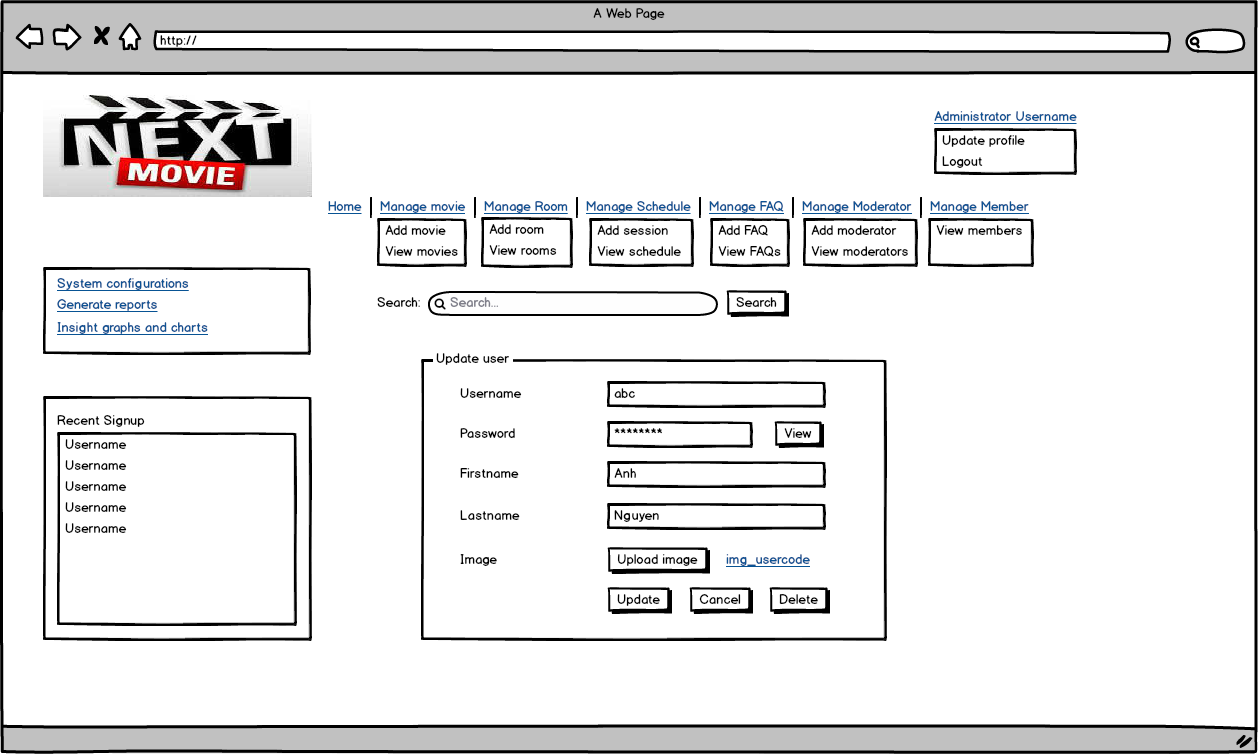 A Web Page
http://
NEXT
MOVIE
Administrator Username
Update profile
Logout
Home Manage movie Manage Room Manage Schedule Manage FAQ Manage Moderator Manage Member
Add movie Add room Add session Add FAQ Add moderator View members
View movies View rooms View schedule View FAQs View moderators
System configurations
Generate reports
Insight graphs and charts
Search: Search... Search
Update user
Username abc
Password ******** View
Firstname Anh
Lastname Nguyen
Image Upload image img_usercode
Update Cancel Delete
Recent Signup
Username
Username
Username
Username
Username